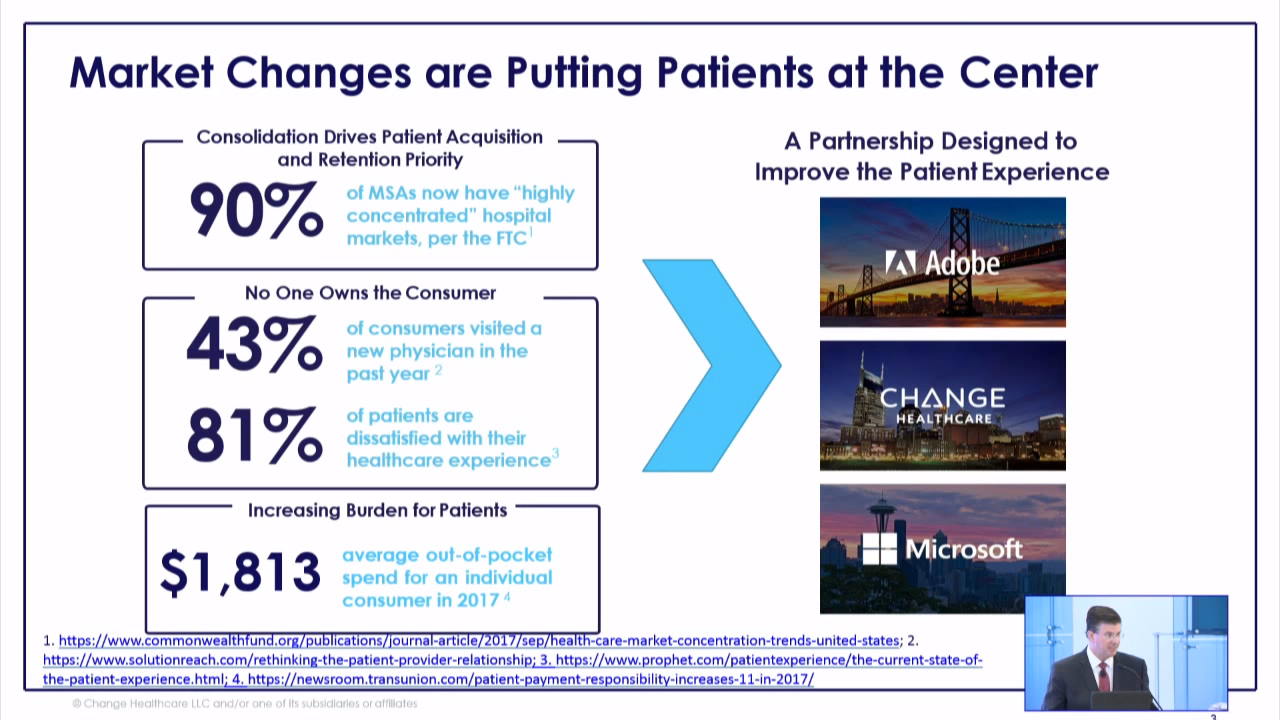 Market Changes are Putting Patients at the Center
Consolidation Drives Patient Acquisition
and Retention Priority
90%
of MSAs now have “highly
concentrated” hospital
markets, per the FTC1
No One Owns the Consumer
43%
of consumers visited a
new physician in the
past year 2
81%
of patients are
dissatisfied with their
healthcare experience3
Increasing Burden for Patients
$1,813
average out-of-pocket
spend for an individual
consumer in 2017 4
A Partnership Designed to
Improve the Patient Experience
Adobe
CHANGE
HEALTHCARE
Microsoft
1. https://www.commonwealthfund.org/publications/journal-article/2017/sep/health-care-market-concentration-trends-united-states; 2.
https://www.solutionreach.com/rethinking-the-patient-provider-relationship; 3. https://www.prophet.com/patientexperience/the-current-state-of-
the-patient-experience.html; 4. https://newsroom.transunion.com/patient-payment-responsibility-increases-11-in-2017/
© Change Healthcare LLC and/or one of its subsidiaries or affiliates
3